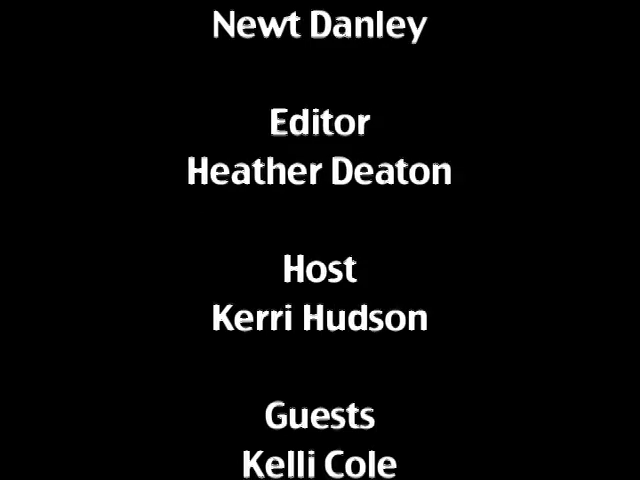 Newt Danley
Editor
Heather Deaton
Host
Kerri Hudson
Guests
Kelli Cole